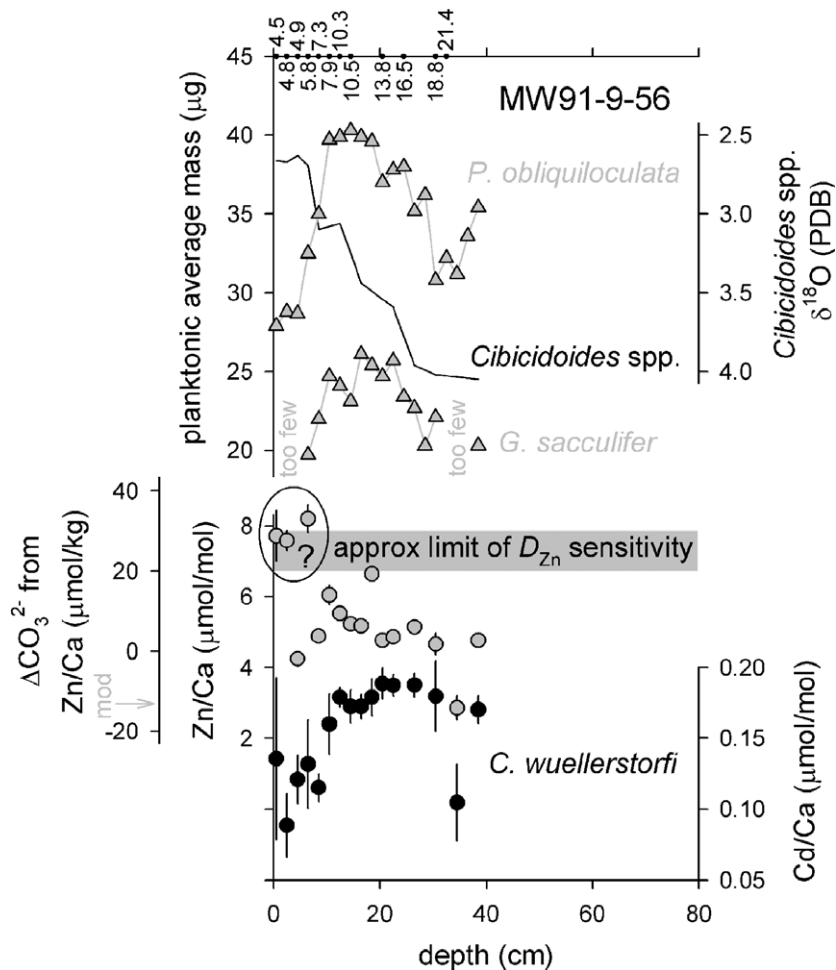 4.5
4.9
7.3
10.3
21.4
4.8
5.8
7.9
10.5
13.8
16.5
18.8
MW91-9-56
45
40
35
30
25
20
planktonic average mass (μg)
2.5
3.0
3.5
4.0
Cibicidoides spp.
δ¹⁸O (PDB)
P. obliquiloculata
Cibicidoides spp.
G. sacculifer
too few
too few
40
20
0
-20
ΔCO₃²⁻ from
Zn/Ca (μmol/kg)
mod
8
6
4
2
Zn/Ca (μmol/mol)
?
approx limit of D_Zn sensitivity
C. wuellerstorfi
0.20
0.15
0.10
0.05
Cd/Ca (μmol/mol)
0
20
40
60
80
depth (cm)